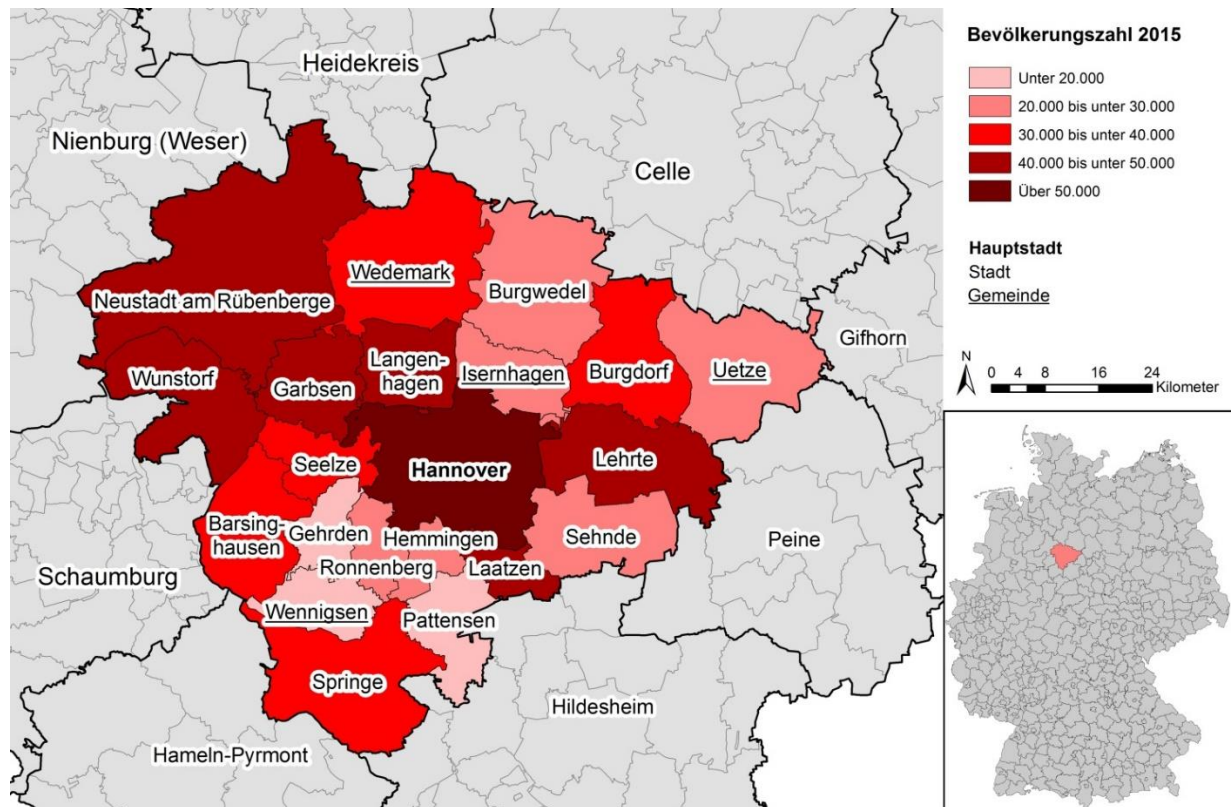 Heidekreis
Nienburg (Weser)
Celle
Wedemark
Burgwedel
Neustadt am Rübenberge
Gifhorn
Langen-
hagen
Isernhagen
Burgdorf
Uetze
Wunstorf
Garbsen
Seelze
Hannover
Lehrte
Barsing-
hausen
Gehrden
Hemmingen
Sehnde
Peine
Ronnenberg
Laatzen
Schaumburg
Wennigsen
Pattensen
Springe
Hildesheim
Hameln-Pyrmont
Bevölkerungszahl 2015
Unter 20.000
20.000 bis unter 30.000
30.000 bis unter 40.000
40.000 bis unter 50.000
Über 50.000
Hauptstadt
Stadt
Gemeinde
N
0 4 8 16 24
Kilometer